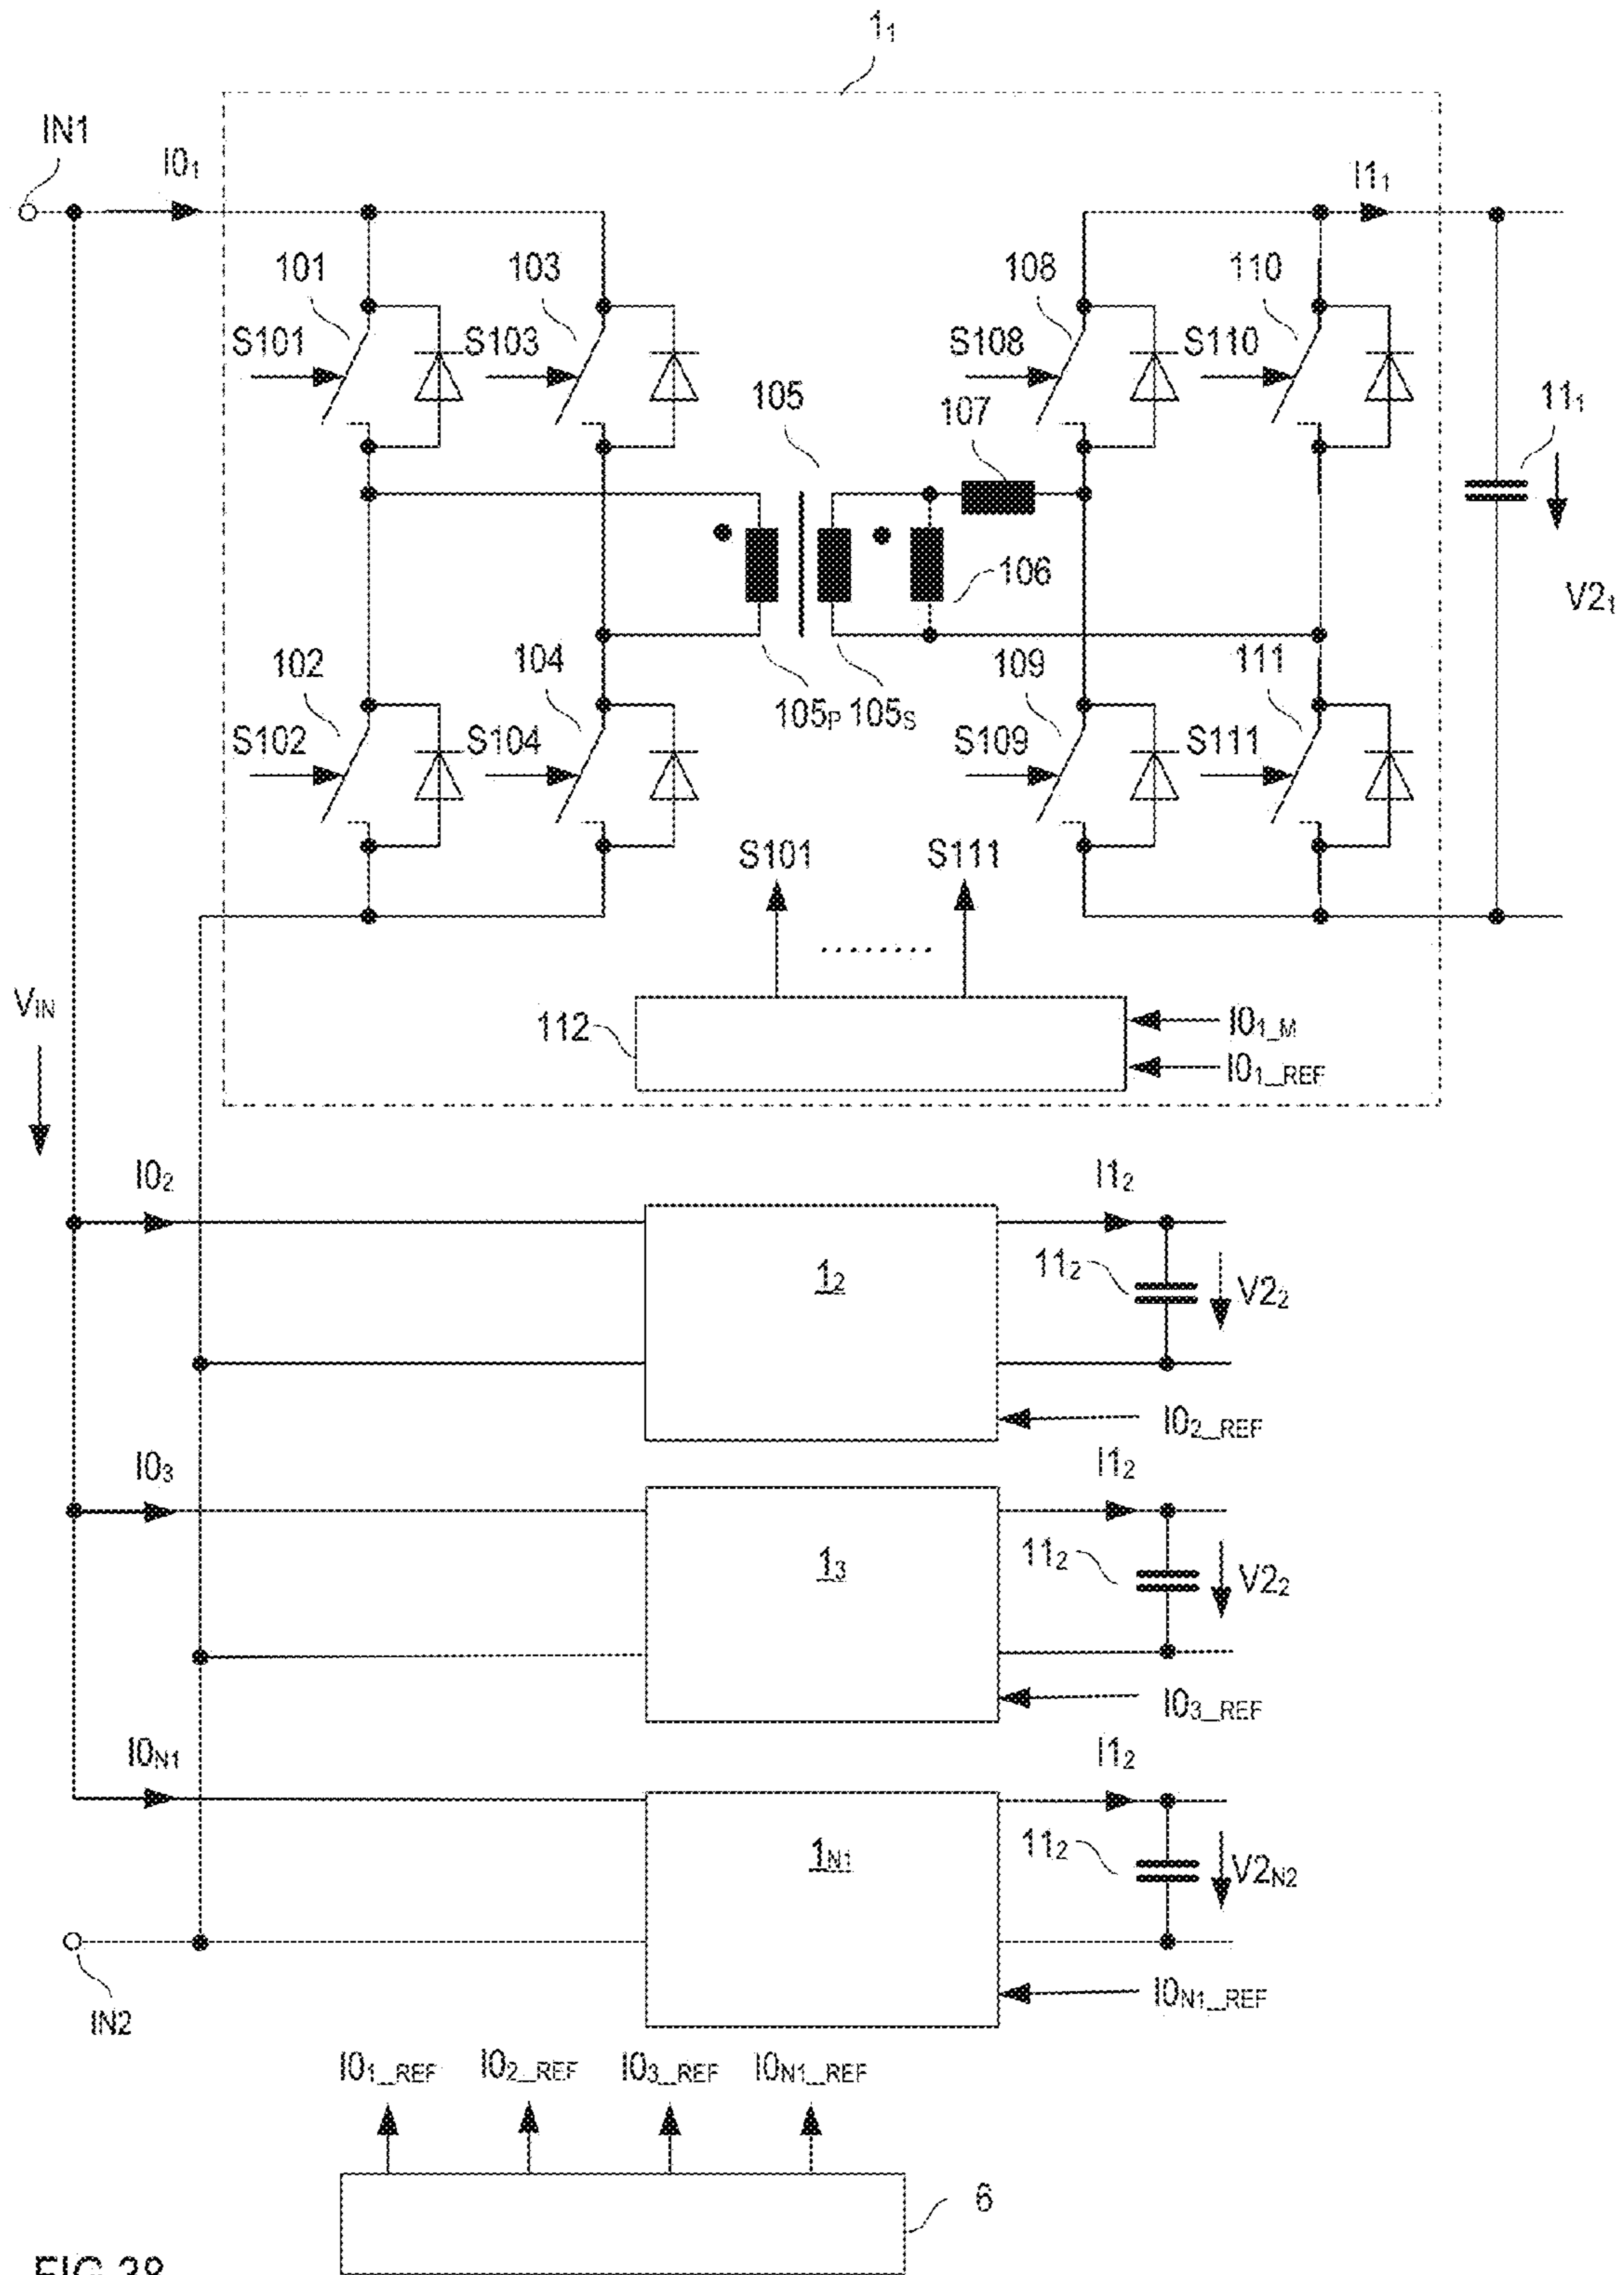 1₁
IN1
I0₁
I1₁
101
103
108
110
S101
S103
S108
S110
105
107
11₁
106
V2₁
102
104
109
111
105P 105S
S102
S104
S109
S111
S101
S111
........
VIN
112
I0₁_M
I0₁_REF
I0₂
I1₂
1₂
11₂
V2₂
I0₂_REF
I0₃
I1₂
1₃
11₂
V2₂
I0₃_REF
I0N1
I1₂
1N1
11₂
V2N2
I0N1_REF
IN2
I0₁_REF I0₂_REF I0₃_REF I0N1_REF
6
FIG 38